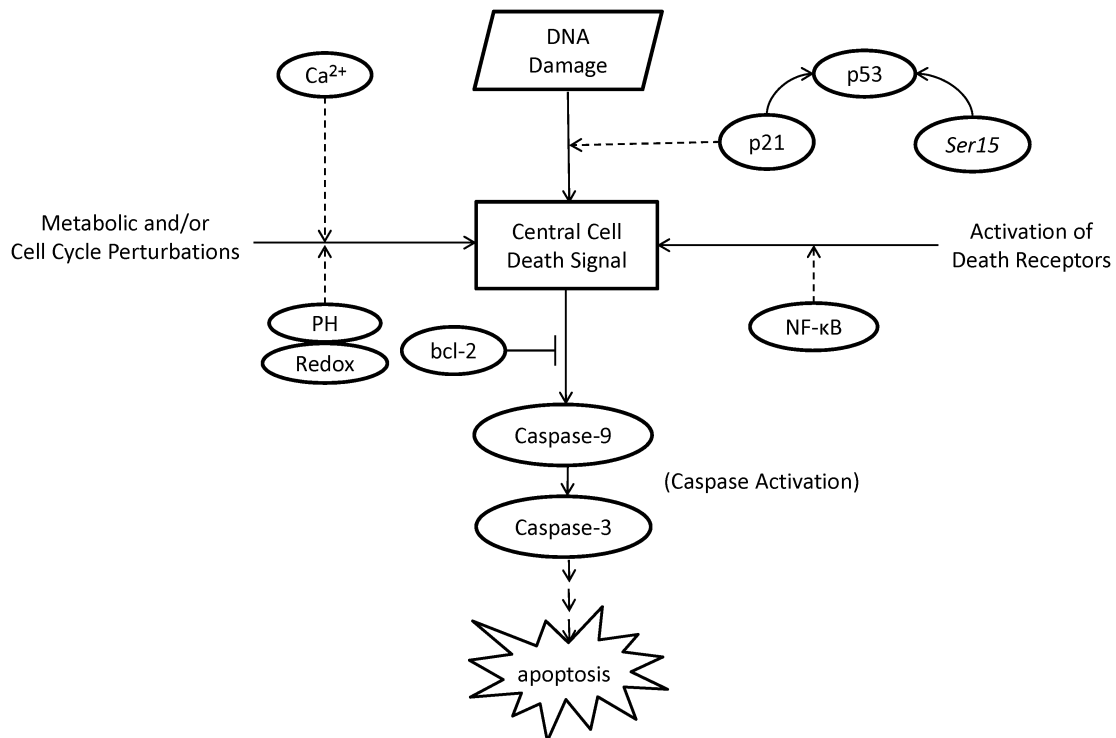 DNA
Damage
Ca²⁺
p53
p21
Ser15
Metabolic and/or
Cell Cycle Perturbations
Central Cell
Death Signal
Activation of
Death Receptors
PH
Redox
bcl-2
NF-κB
Caspase-9
(Caspase Activation)
Caspase-3
apoptosis